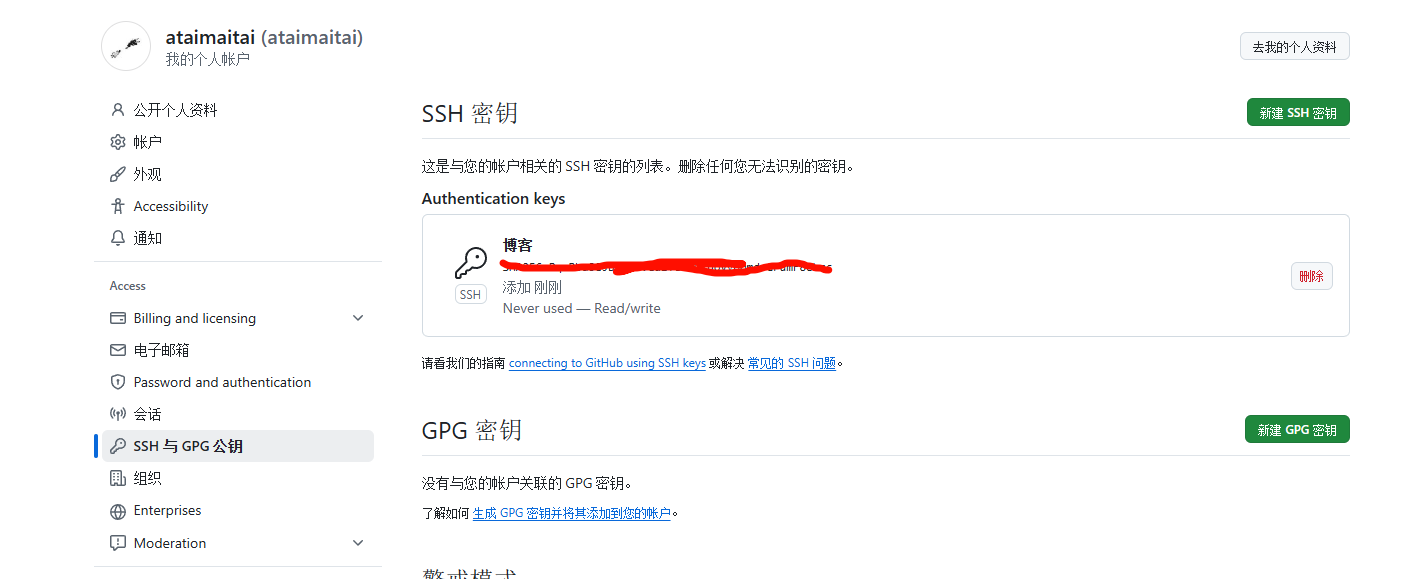 ataimaitai (ataimaitai)
我的个人帐户
去我的个人资料
公开个人资料
帐户
外观
Accessibility
通知
Access
Billing and licensing
电子邮箱
Password and authentication
会话
SSH 与 GPG 公钥
组织
Enterprises
Moderation
SSH 密钥
新建 SSH 密钥
这是与您的帐户相关的 SSH 密钥的列表。删除任何您无法识别的密钥。
Authentication keys
博客
SSH
添加 刚刚
Never used — Read/write
删除
请看我们的指南 connecting to GitHub using SSH keys 或解决 常见的 SSH 问题。
GPG 密钥
新建 GPG 密钥
没有与您的帐户关联的 GPG 密钥。
了解如何 生成 GPG 密钥并将其添加到您的帐户。
警戒模式